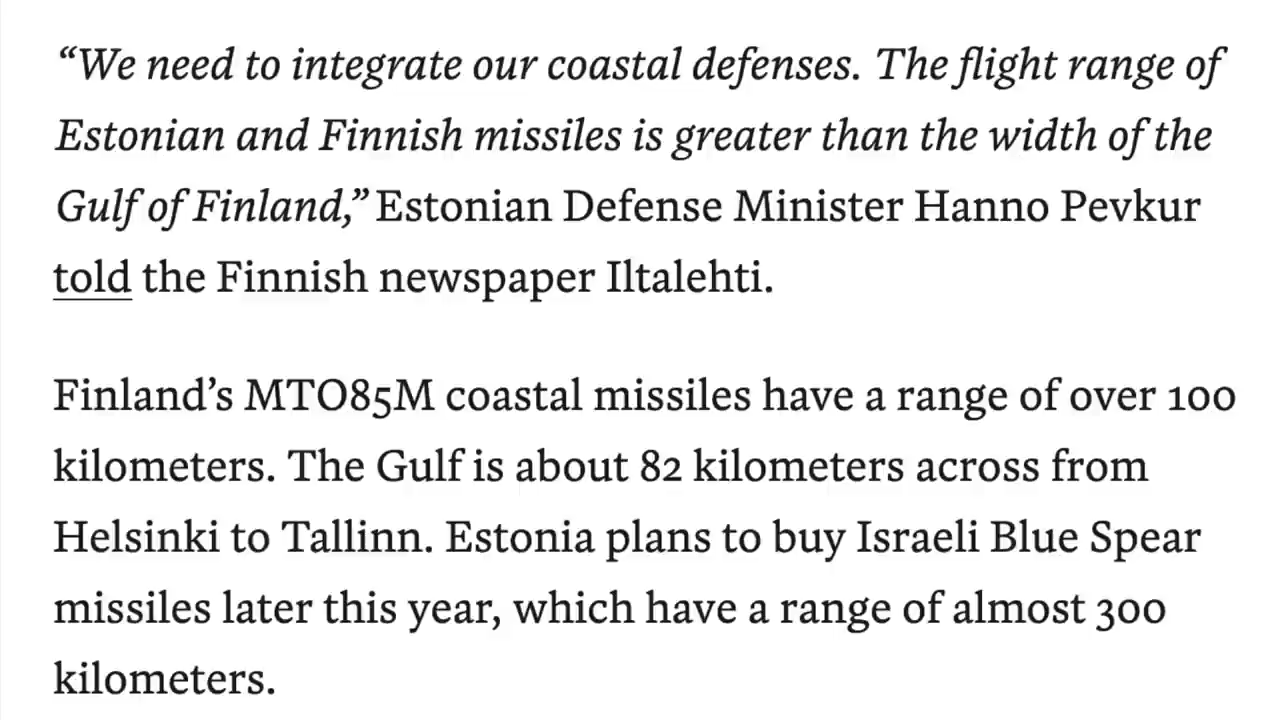 “We need to integrate our coastal defenses. The flight range of
Estonian and Finnish missiles is greater than the width of the
Gulf of Finland,” Estonian Defense Minister Hanno Pevkur
told the Finnish newspaper Iltalehti.
Finland’s MTO85M coastal missiles have a range of over 100
kilometers. The Gulf is about 82 kilometers across from
Helsinki to Tallinn. Estonia plans to buy Israeli Blue Spear
missiles later this year, which have a range of almost 300
kilometers.